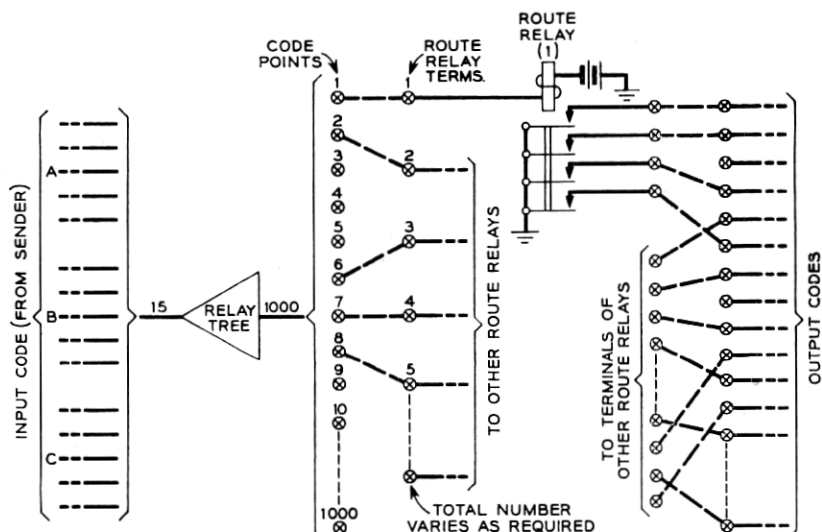 INPUT CODE (FROM SENDER)
A
B
C
15
RELAY
TREE
1000
CODE
POINTS
1
2
3
4
5
6
7
8
9
10
1000
ROUTE
RELAY
TERMS.
1
2
3
4
5
TOTAL NUMBER
VARIES AS REQUIRED
TO OTHER ROUTE RELAYS
ROUTE
RELAY
(1)
TO TERMINALS OF
OTHER ROUTE RELAYS
OUTPUT CODES